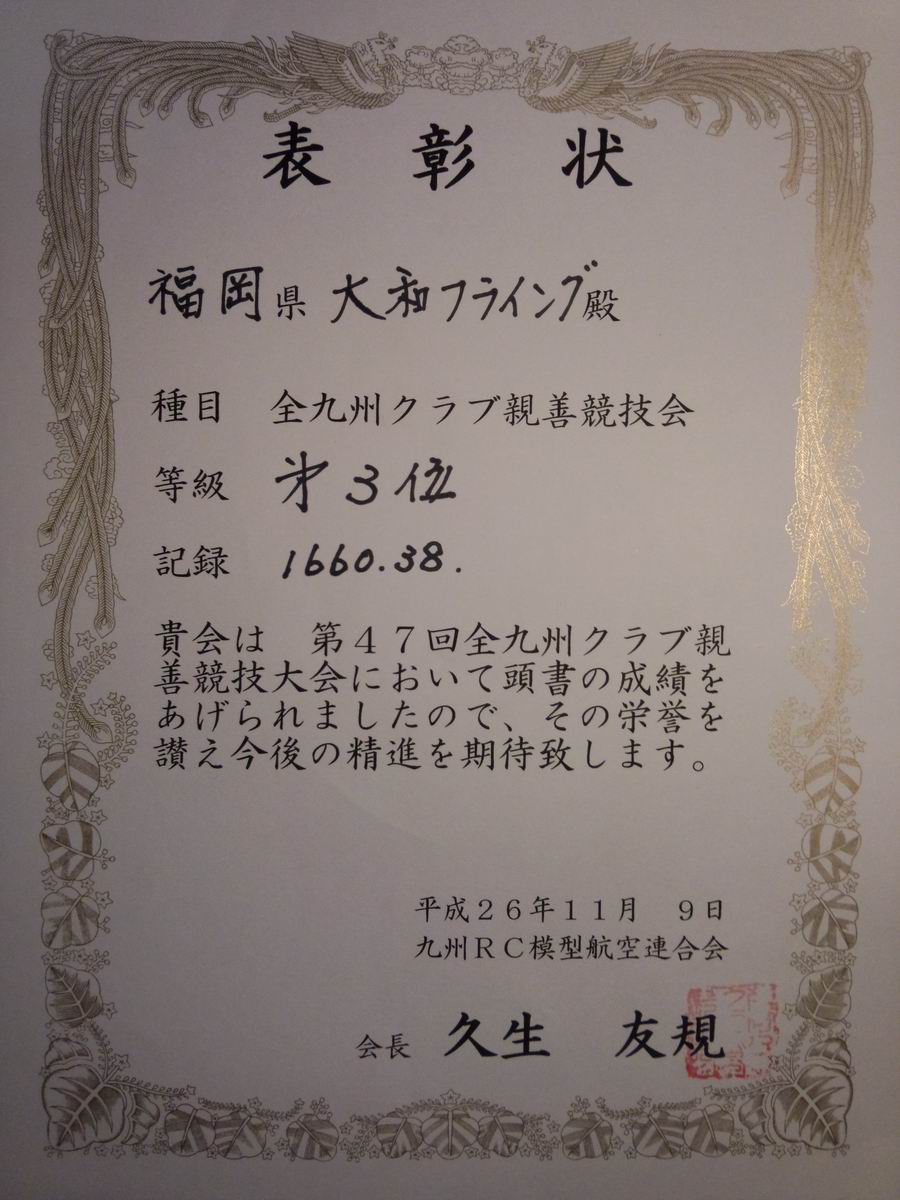 表彰状
福岡県 大和フライング殿
種目 全九州クラブ親善競技会
等級 第3位
記録 1660.38.
貴会は 第４７回全九州クラブ親
善競技大会において頭書の成績を
あげられましたので、その栄誉を
讃え今後の精進を期待致します。
平成２６年１１月 ９日
九州ＲＣ模型航空連合会
会長 久生 友規